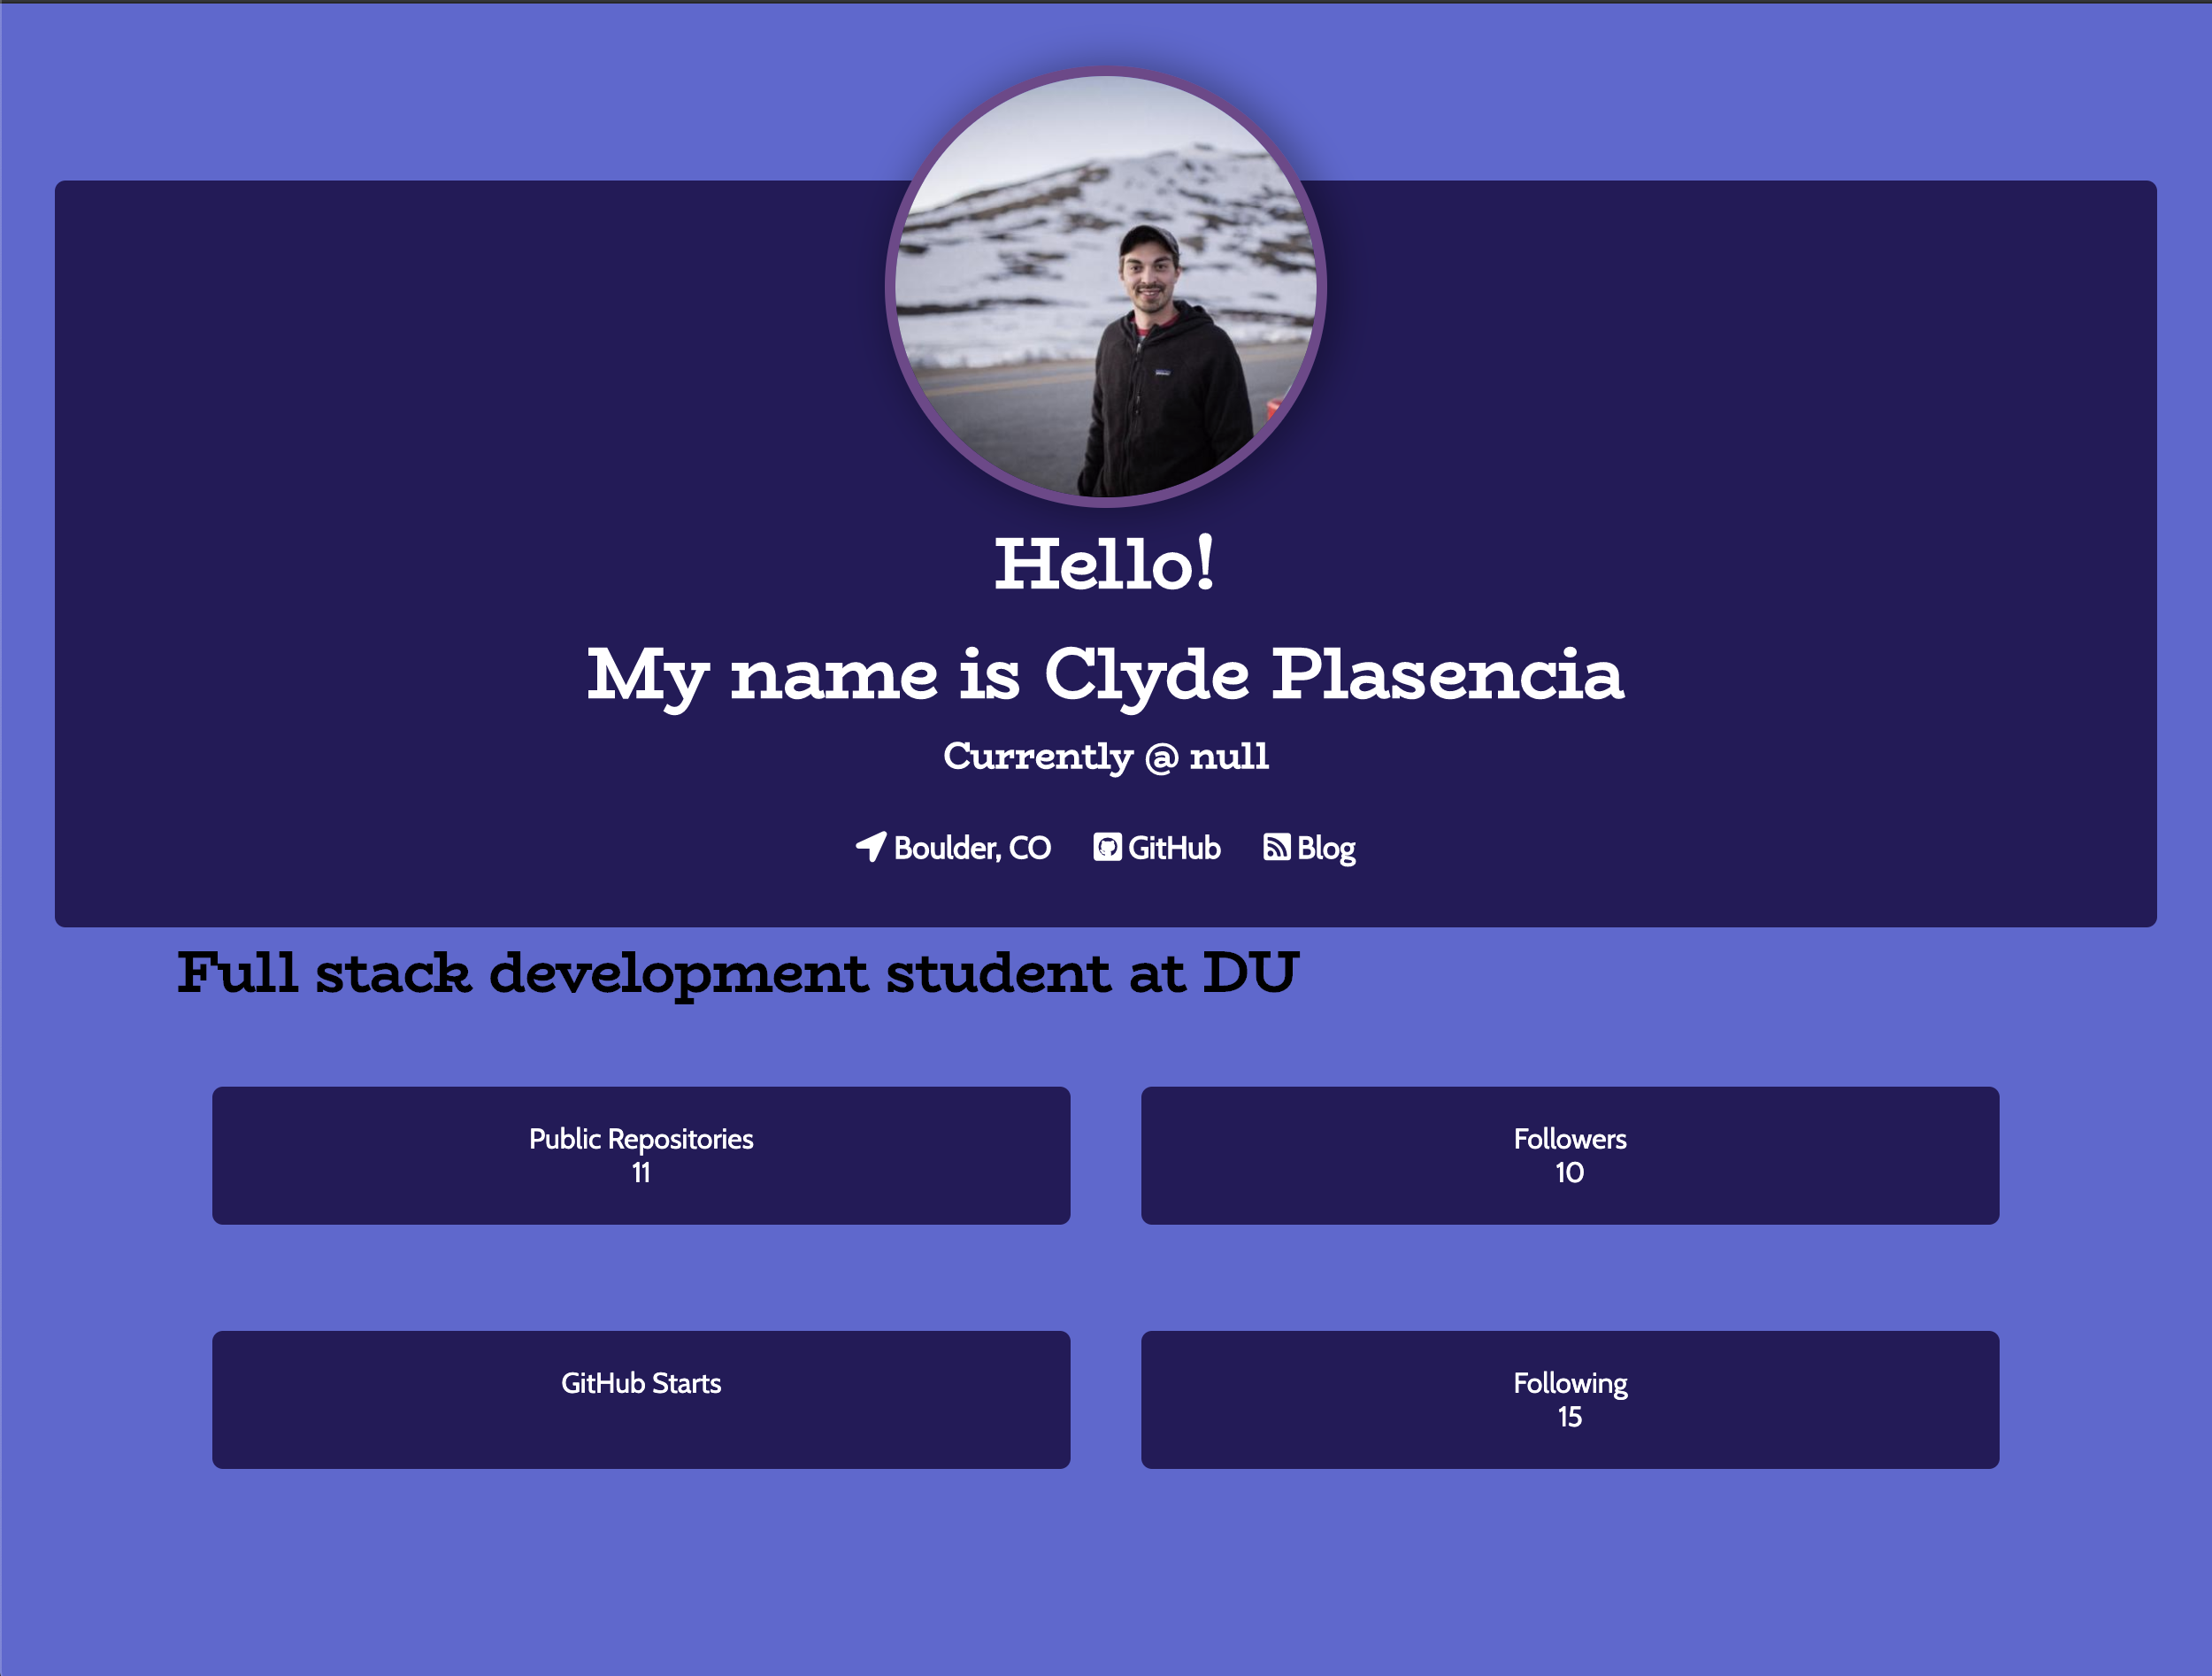 Hello!
My name is Clyde Plasencia
Currently @ null
Boulder, CO GitHub Blog
Full stack development student at DU
Public Repositories
11
Followers
10
GitHub Starts
Following
15